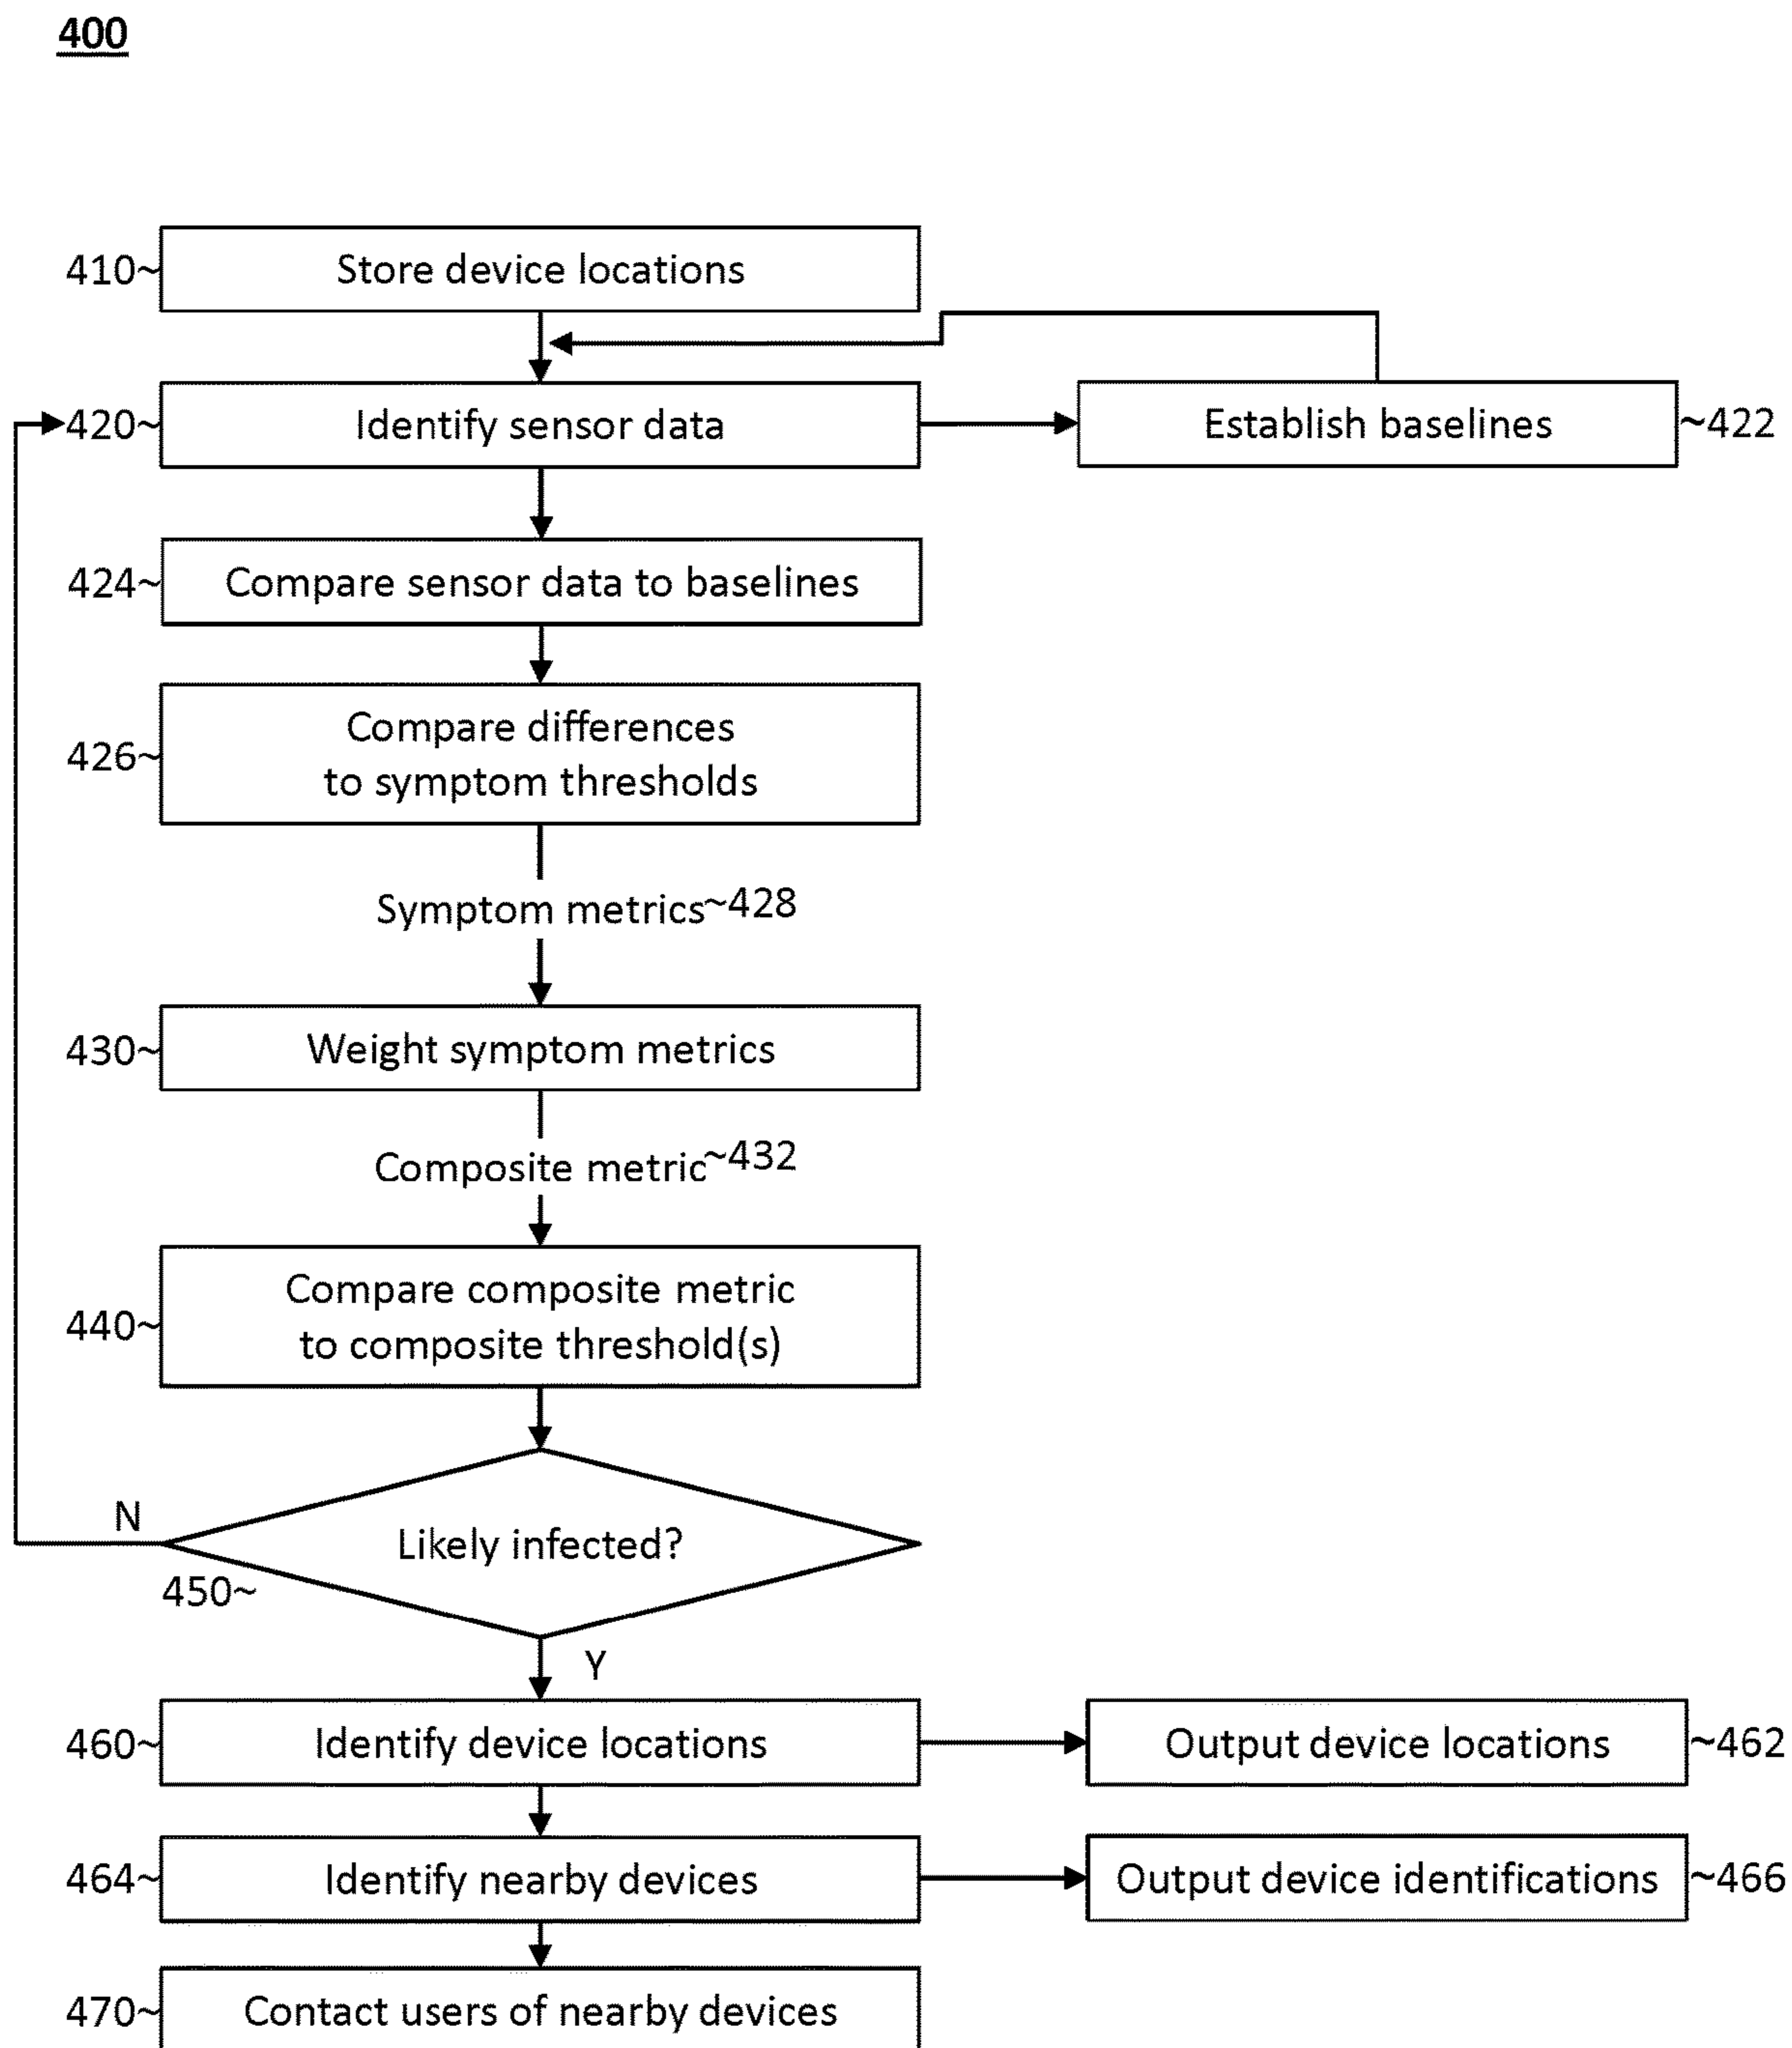 400
410~ Store device locations
420~ Identify sensor data
Establish baselines ~422
424~ Compare sensor data to baselines
426~ Compare differences
to symptom thresholds
Symptom metrics~428
430~ Weight symptom metrics
Composite metric~432
440~ Compare composite metric
to composite threshold(s)
N
Likely infected?
450~
Y
460~ Identify device locations
Output device locations ~462
464~ Identify nearby devices
Output device identifications ~466
470~ Contact users of nearby devices